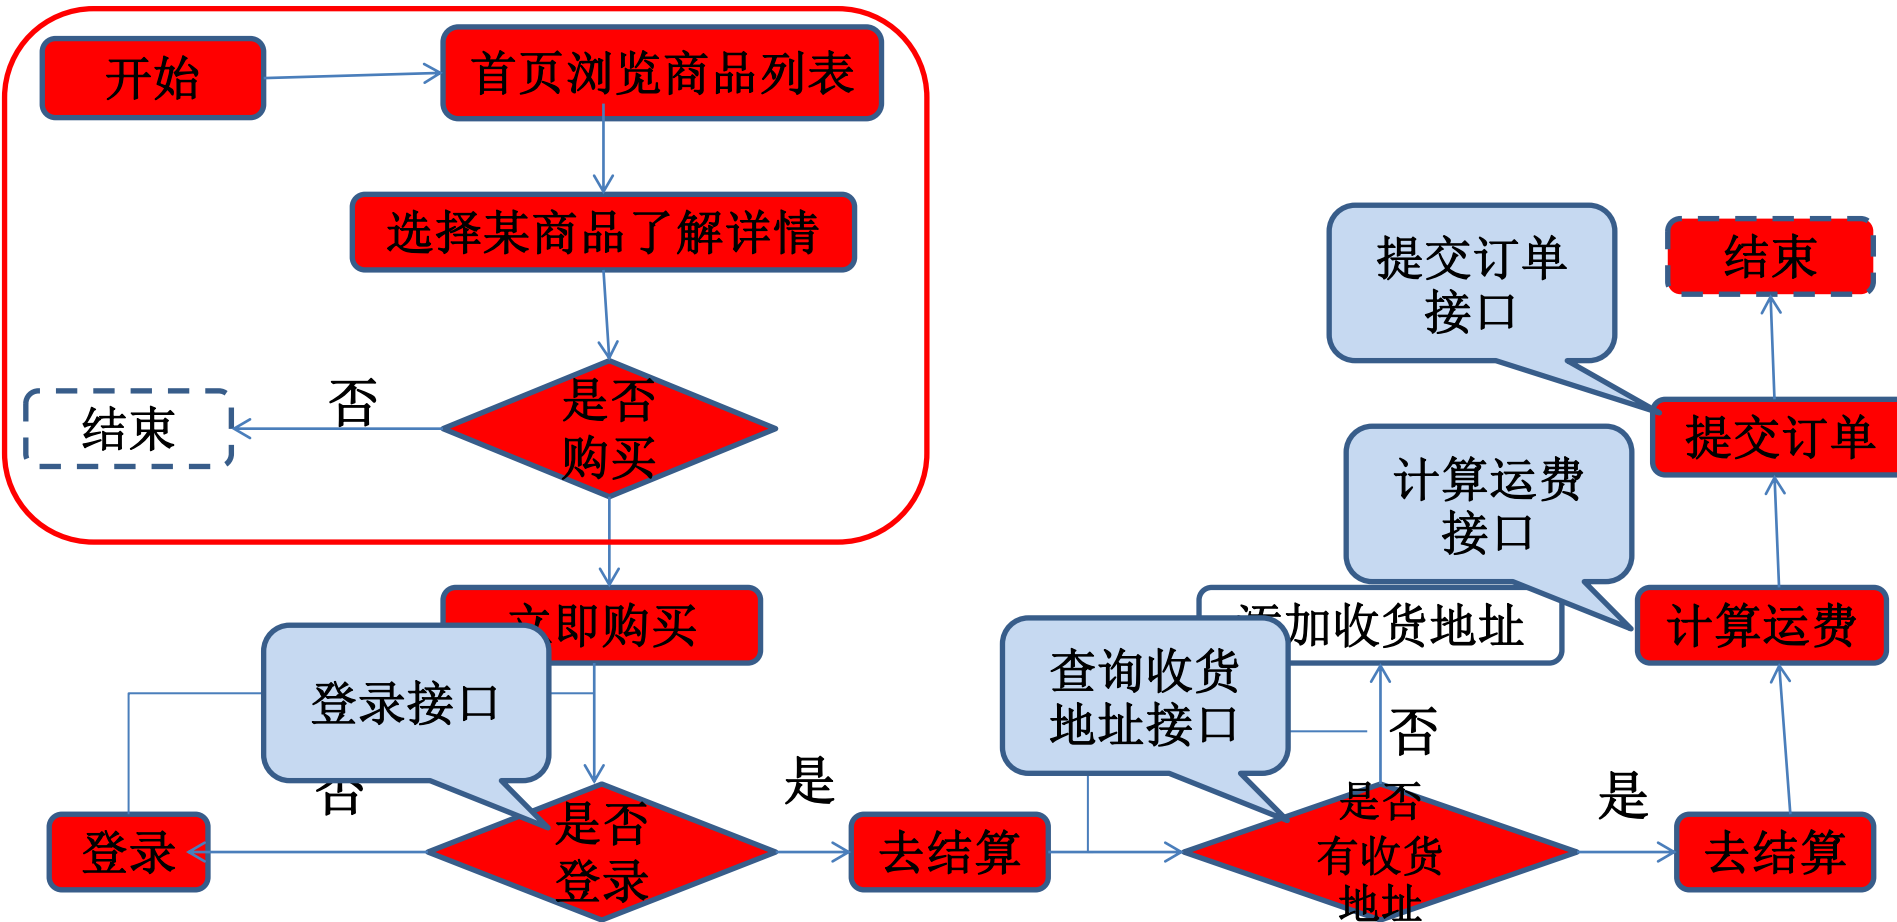 开始
首页浏览商品列表
选择某商品了解详情
是否
购买
否
结束
立即购买
登录接口
是否
登录
否
登录
是
去结算
查询收货
地址接口
是否
有收货
地址
否
添加收货地址
是
去结算
计算运费
计算运费
接口
提交订单
提交订单
接口
结束